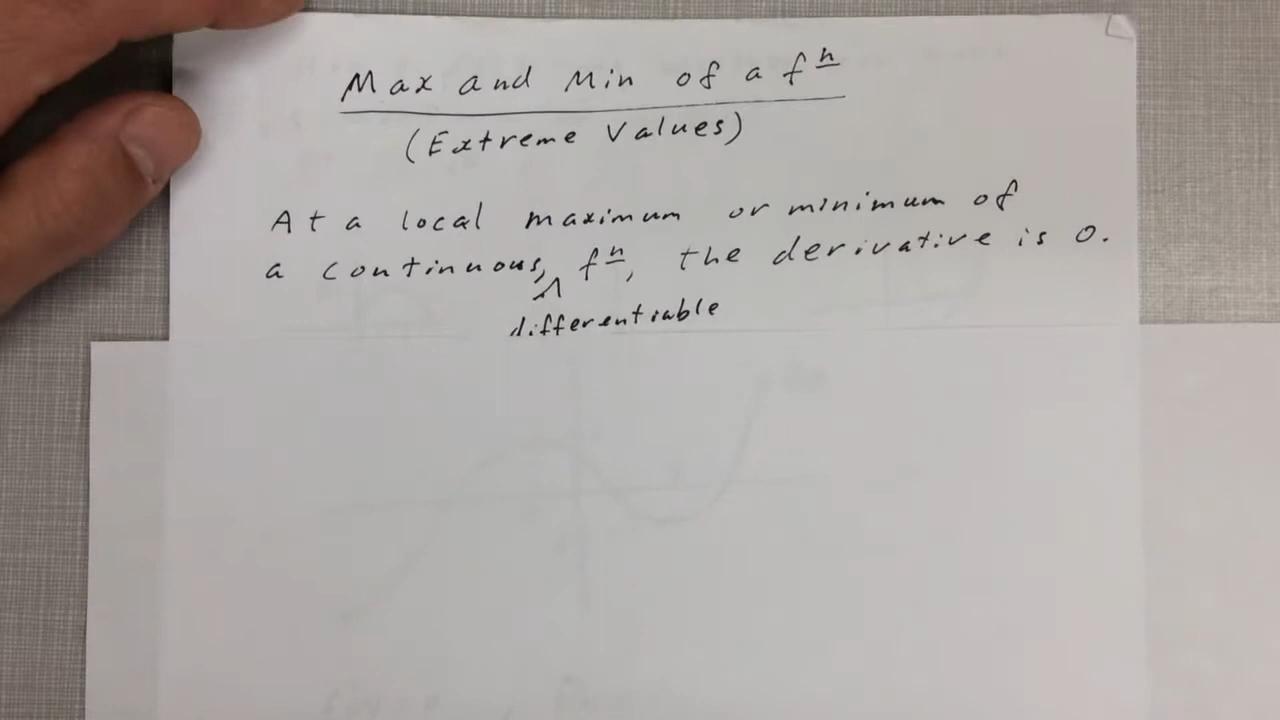 Max and Min of a fn
(Extreme Values)
At a local maximum or minimum of
a continuous, fn, the derivative is 0.
differentiable